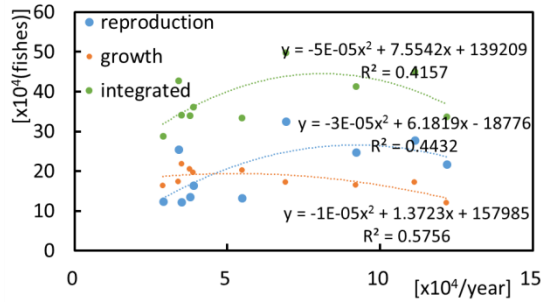 [x10⁴(fishes)]
60
50
40
30
20
10
0
reproduction
growth
integrated
y = -5E-05x² + 7.5542x + 139209
R² = 0.4157
y = -3E-05x² + 6.1819x - 18776
R² = 0.4432
y = -1E-05x² + 1.3723x + 157985
R² = 0.5756
0
5
10
15
[x10⁴/year]